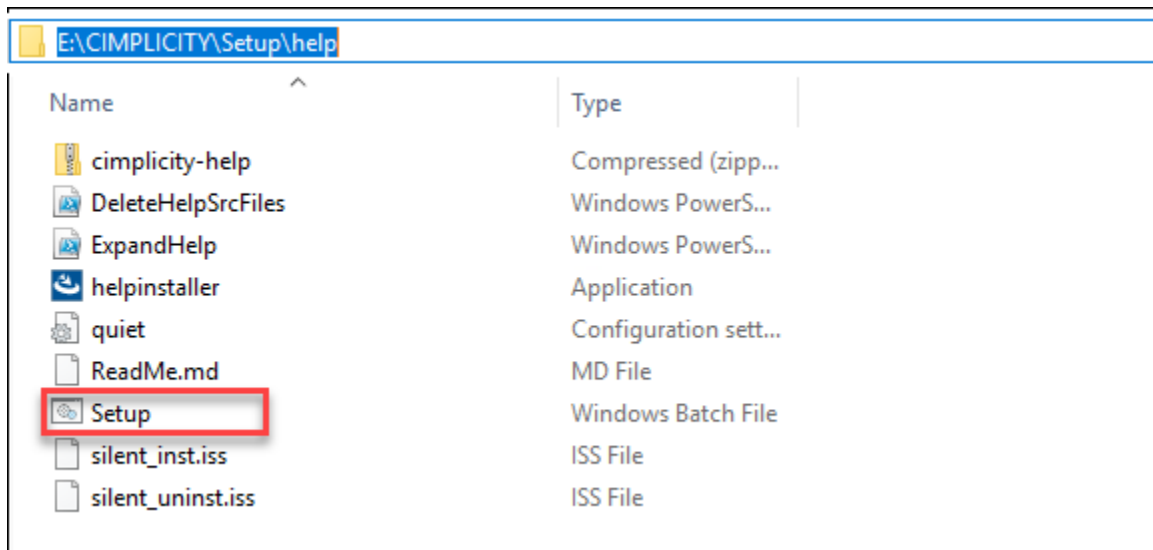 E:\CIMPLICITY\Setup\help
Name Type
cimplicity-help Compressed (zipp...
DeleteHelpSrcFiles Windows PowerS...
ExpandHelp Windows PowerS...
helpinstaller Application
quiet Configuration sett...
ReadMe.md MD File
Setup Windows Batch File
silent_inst.iss ISS File
silent_uninst.iss ISS File